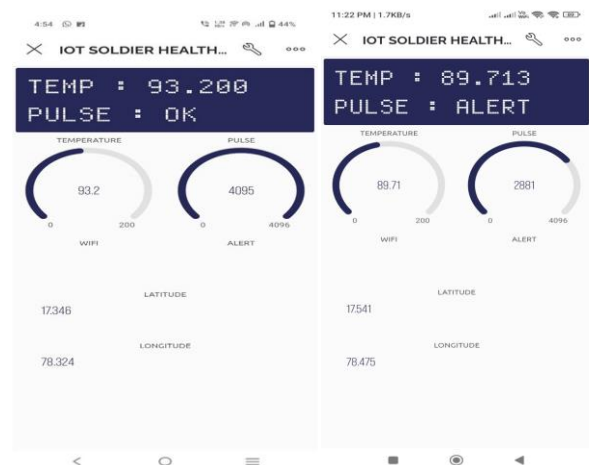 4:54 44%
IOT SOLDIER HEALTH...
TEMP : 93.200
PULSE : OK
TEMPERATURE PULSE
93.2 4095
0 200 0 4096
WIFI ALERT
LATITUDE
17.346
LONGITUDE
78.324
11:22 PM | 1.7KB/s
IOT SOLDIER HEALTH...
TEMP : 89.713
PULSE : ALERT
TEMPERATURE PULSE
89.71 2881
0 200 0 4096
WIFI ALERT
LATITUDE
17.541
LONGITUDE
78.475